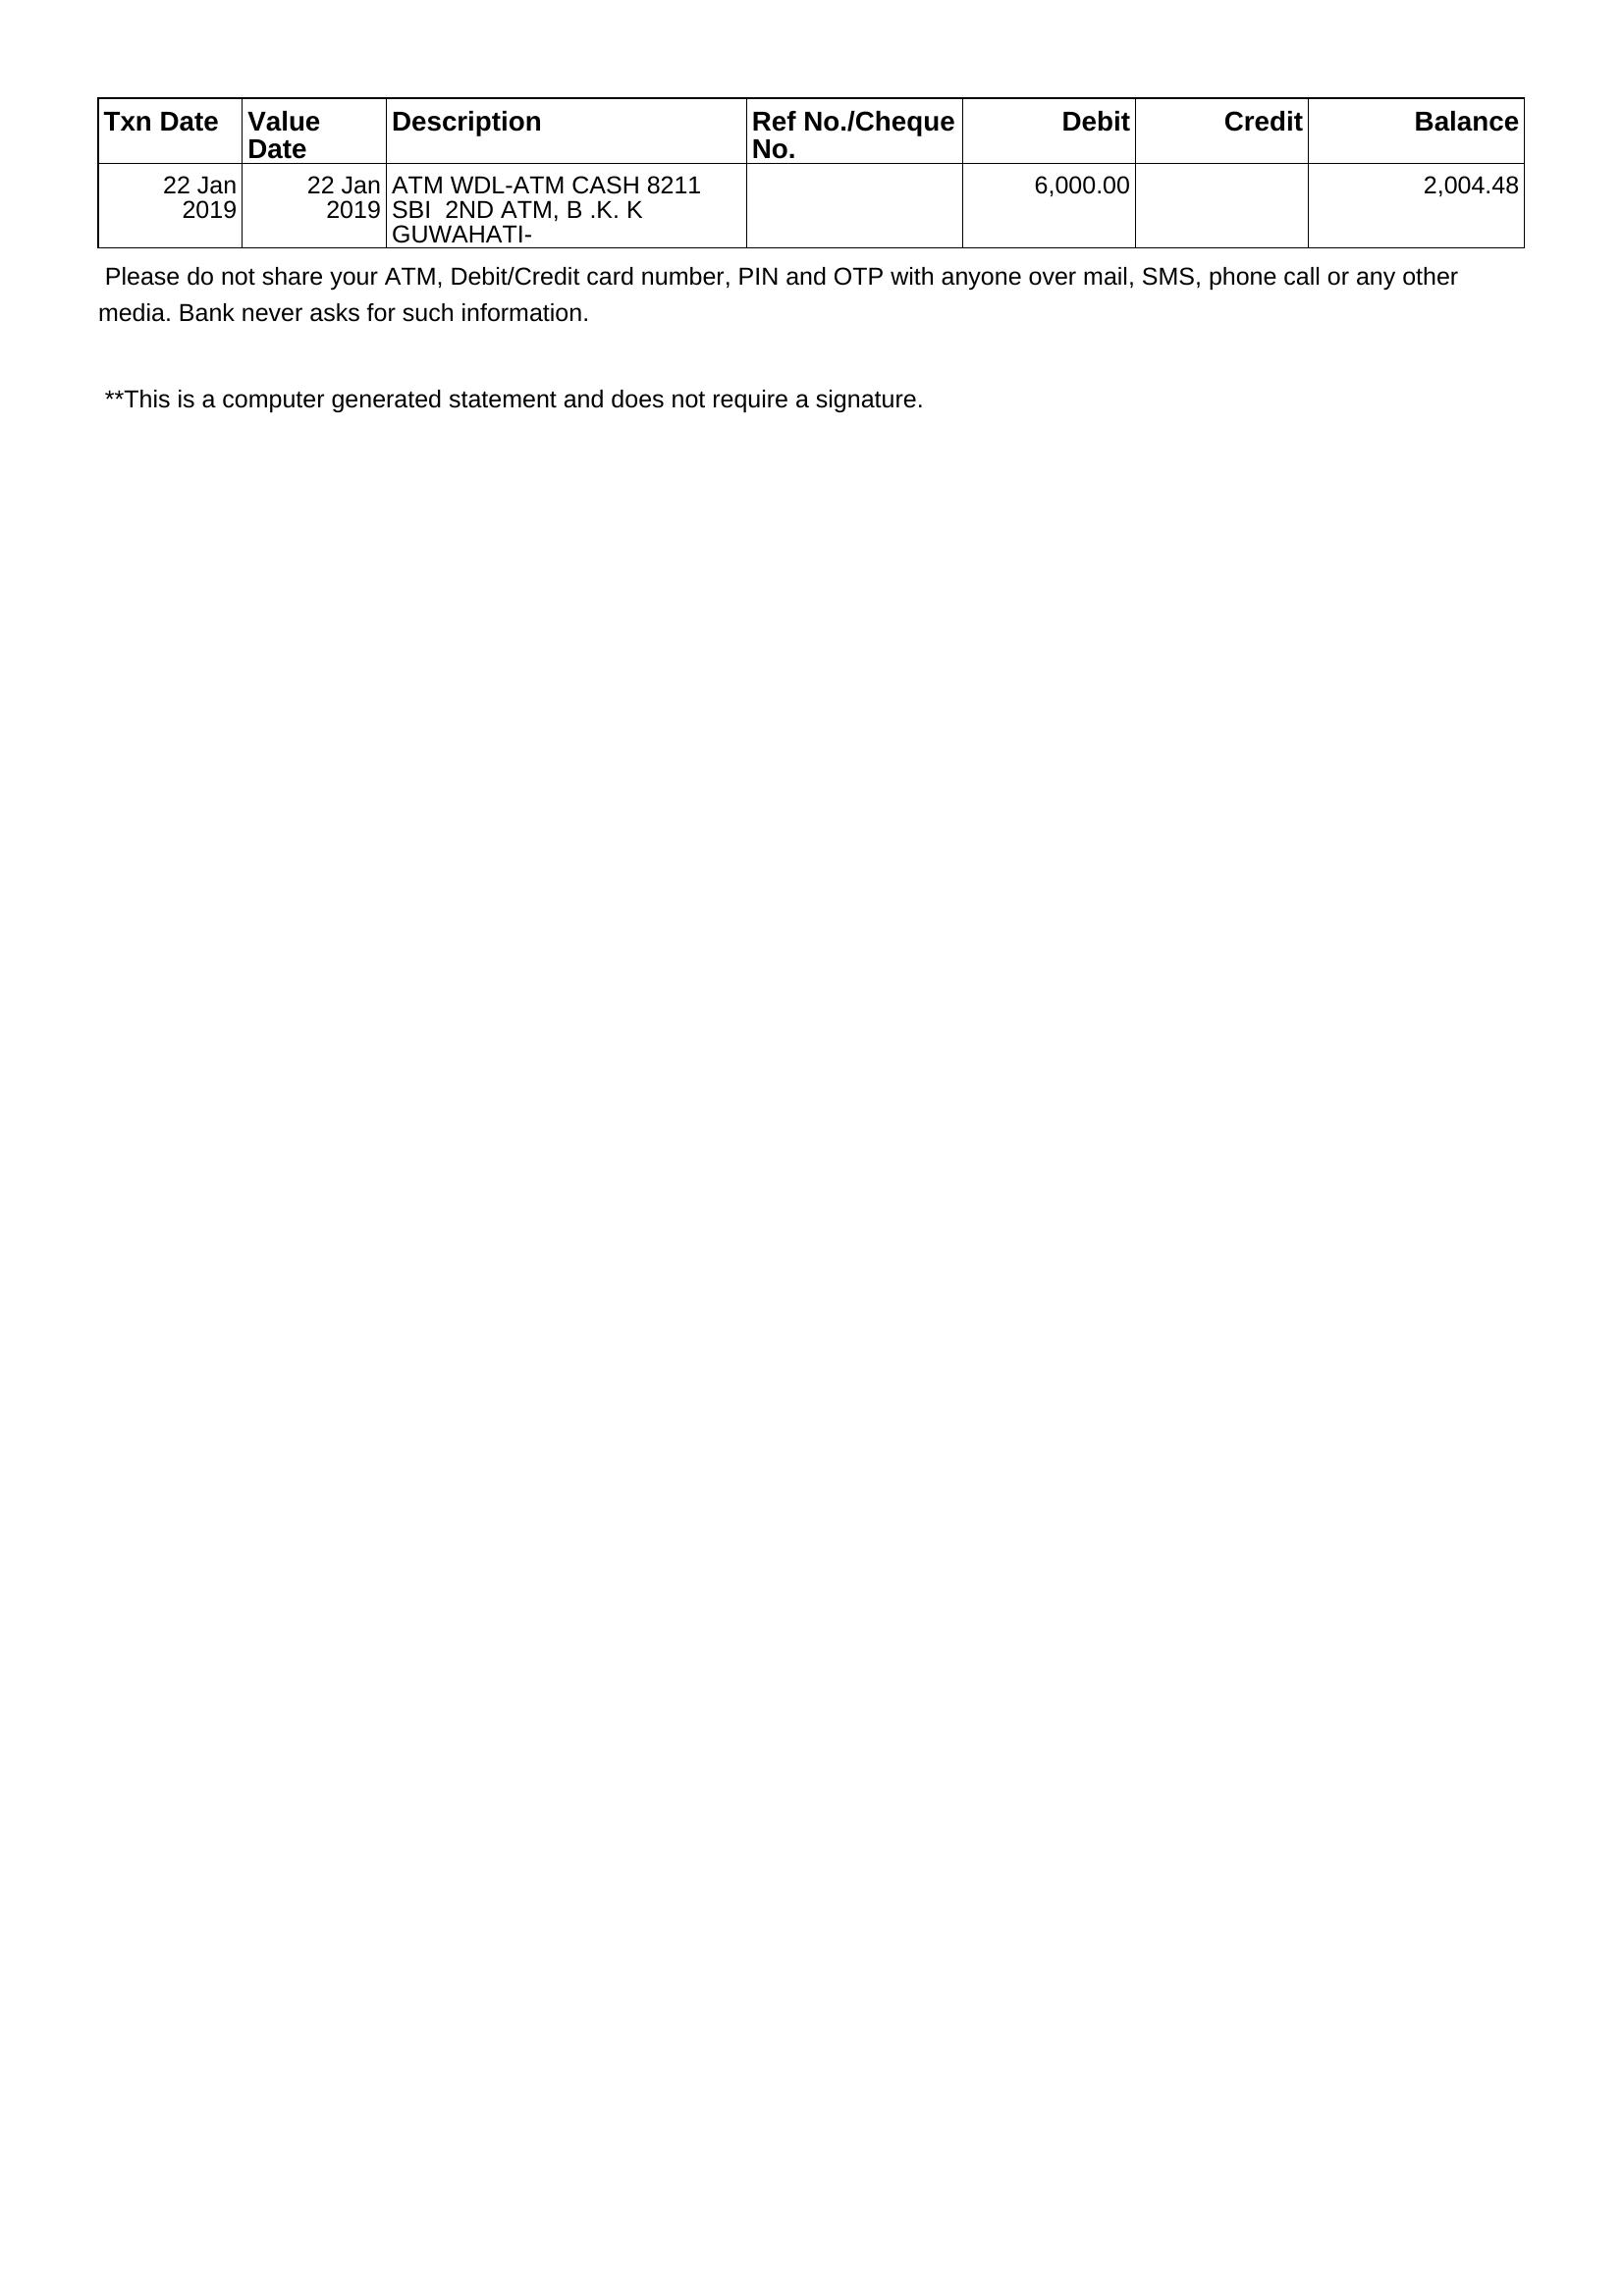 Txn Date Value Date Description Ref No./Cheque No. Debit Credit Balance
22 Jan 2019 22 Jan 2019 ATM WDL-ATM CASH 8211 SBI  2ND ATM, B .K. K GUWAHATI- 6,000.00 2,004.48
Please do not share your ATM, Debit/Credit card number, PIN and OTP with anyone over mail, SMS, phone call or any other
media. Bank never asks for such information.
**This is a computer generated statement and does not require a signature.